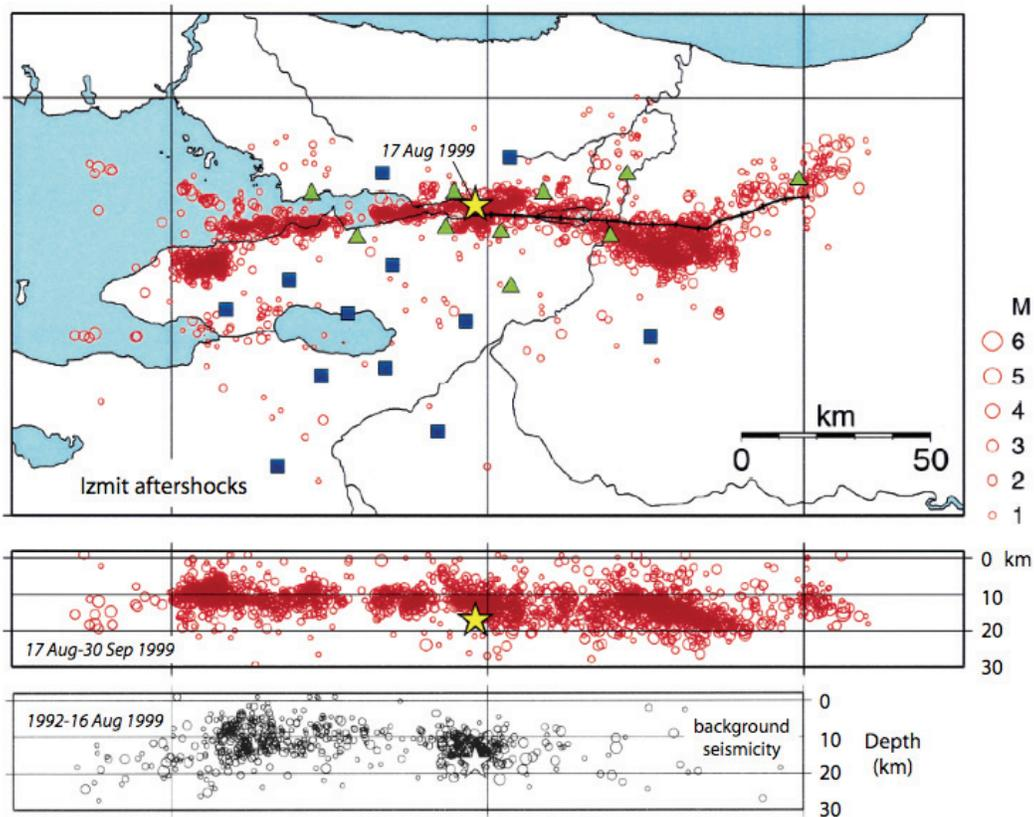 17 Aug 1999
M
6
5
4
3
2
1
km
0 50
Izmit aftershocks
0 km
10
20
30
17 Aug-30 Sep 1999
1992-16 Aug 1999
background
seismicity
0
10
20
30
Depth
(km)